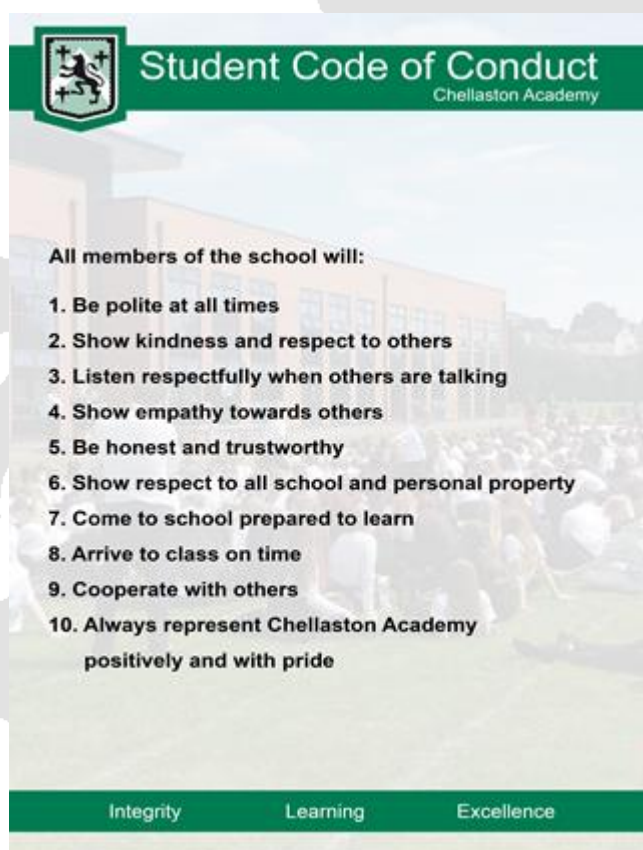 Student Code of Conduct
Chellaston Academy
All members of the school will:
1. Be polite at all times
2. Show kindness and respect to others
3. Listen respectfully when others are talking
4. Show empathy towards others
5. Be honest and trustworthy
6. Show respect to all school and personal property
7. Come to school prepared to learn
8. Arrive to class on time
9. Cooperate with others
10. Always represent Chellaston Academy
positively and with pride
Integrity Learning Excellence